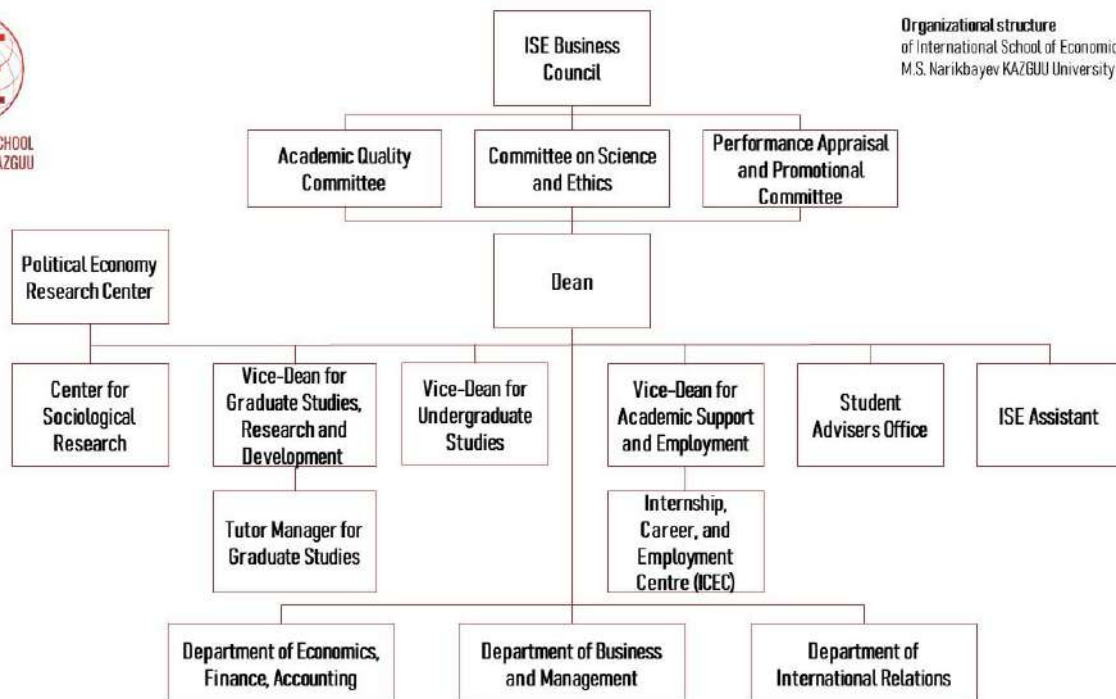 CHOOL
AZGUU
Organizational structure
of International School of Economic
M.S. Narikbayev KAZGUU University
ISE Business
Council
Academic Quality
Committee
Committee on Science
and Ethics
Performance Appraisal
and Promotional
Committee
Political Economy
Research Center
Dean
Center for
Sociological
Research
Vice-Dean for
Graduate Studies,
Research and
Development
Vice-Dean for
Undergraduate
Studies
Vice-Dean for
Academic Support
and Employment
Student
Advisers Office
ISE Assistant
Tutor Manager for
Graduate Studies
Internship,
Career, and
Employment
Centre (ICEC)
Department of Economics,
Finance, Accounting
Department of Business
and Management
Department of
International Relations